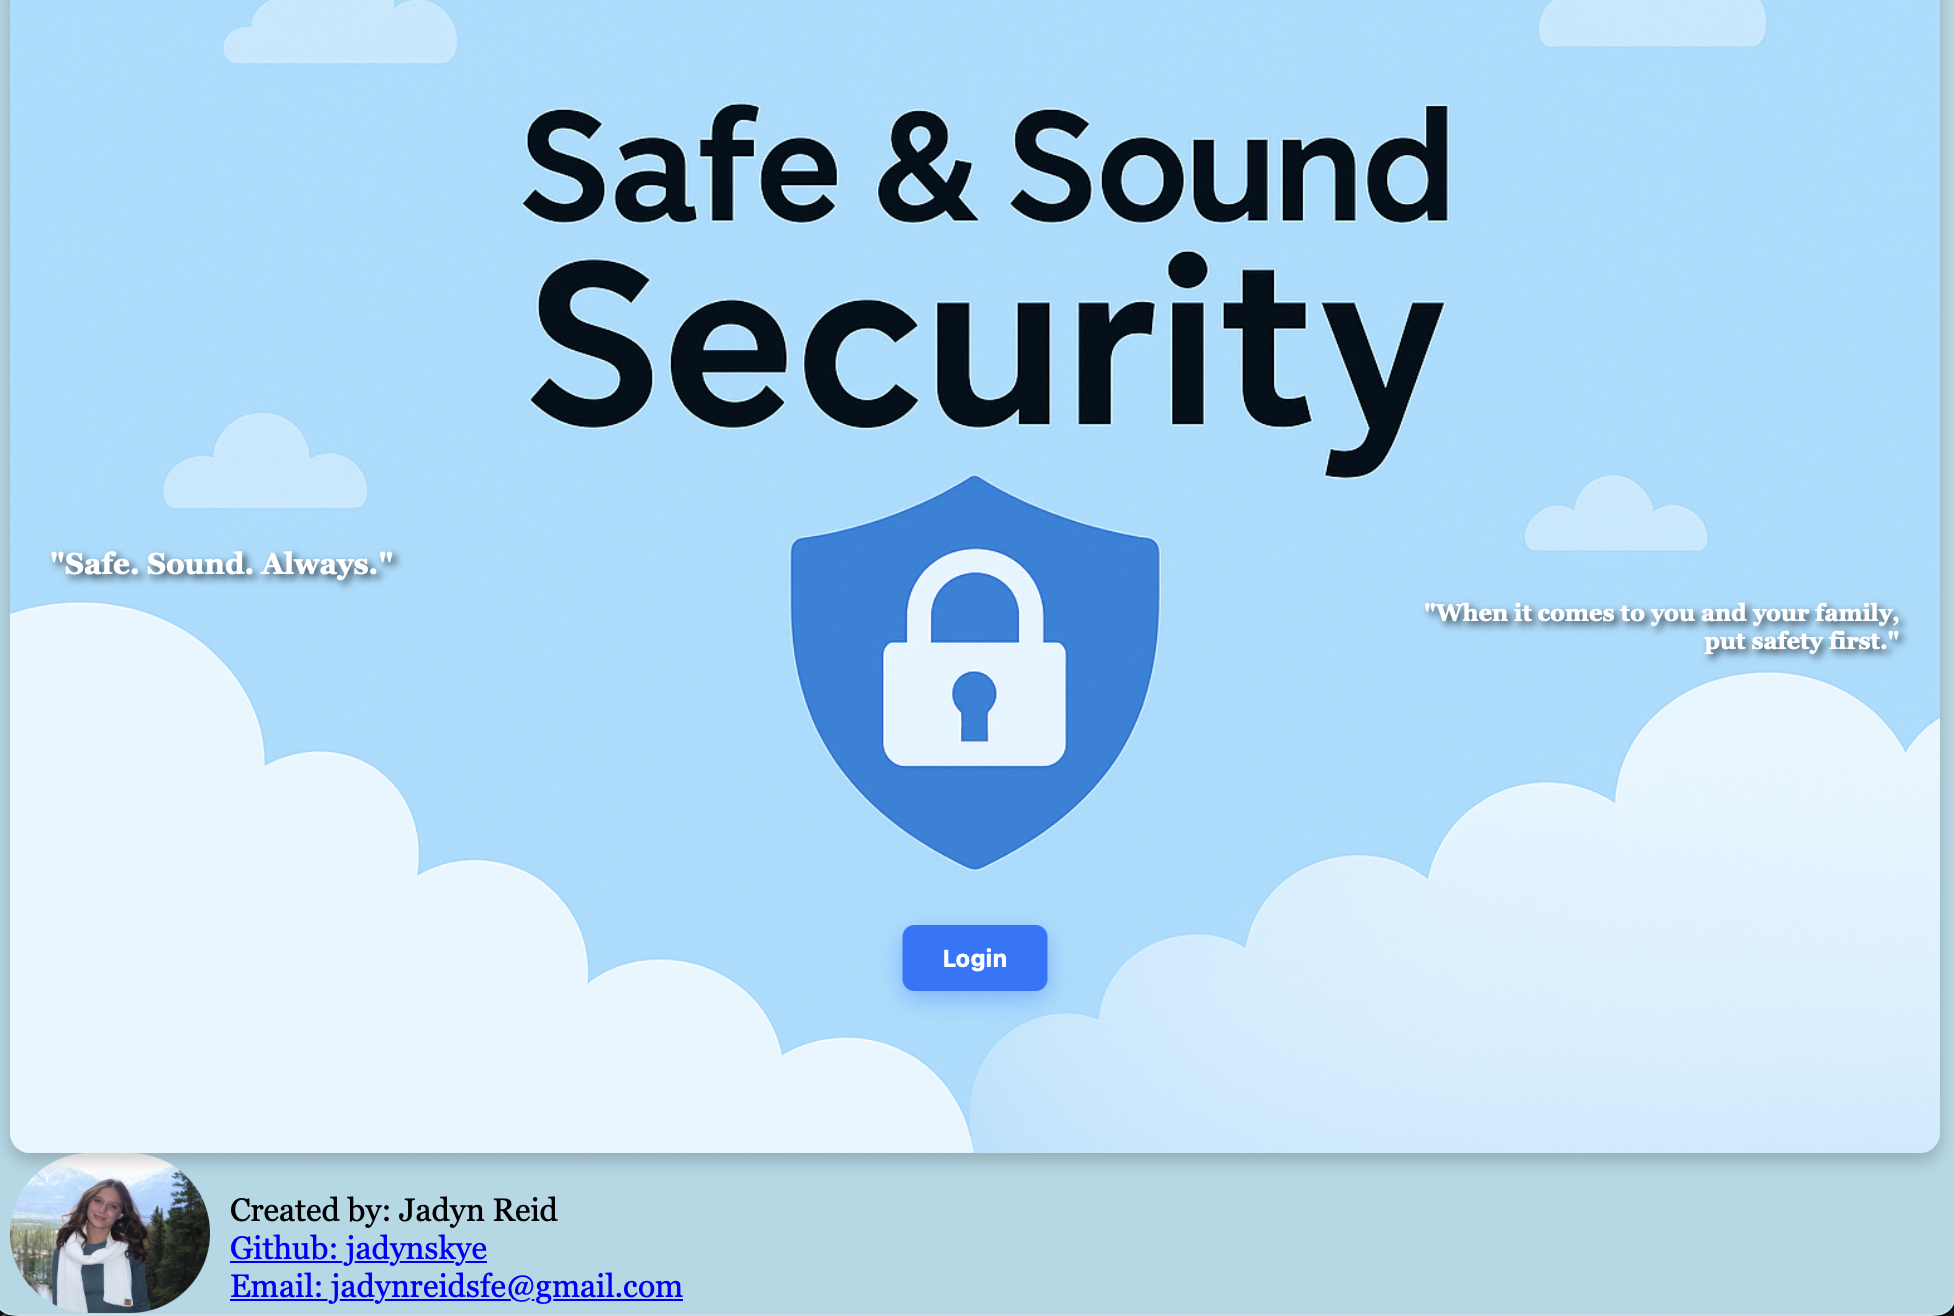 Safe & Sound
Security
"Safe. Sound. Always."
"When it comes to you and your family,
put safety first."
Login
Created by: Jadyn Reid
Github: jadynskye
Email: jadynreidsfe@gmail.com